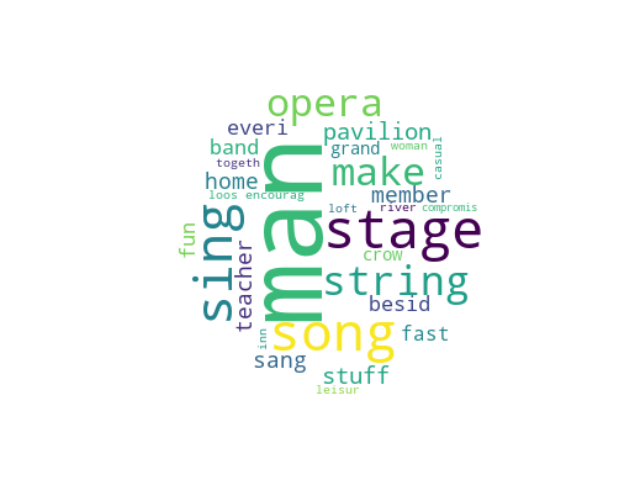 opera
everi
pavilion
band
grand
woman
casual
togeth
man
make
home
member
loos
encourag
loft
river
compromis
sing
stage
fun
teacher
crow
string
besid
song
fast
inn
sang
stuff
leisur